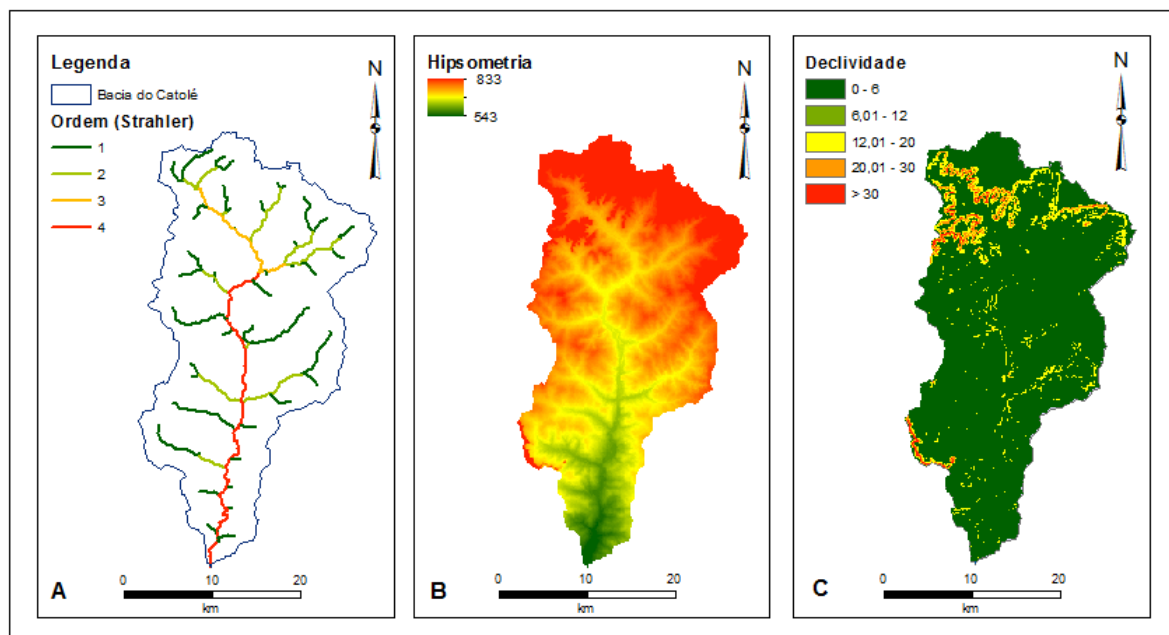 Legenda
N
Bacia do Catolé
Ordem (Strahler)
1
2
3
4
A
0 10 20
km
Hipsometria
833
543
N
B
0 10 20
km
Declividade
N
0 - 6
6,01 - 12
12,01 - 20
20,01 - 30
> 30
C
0 10 20
km